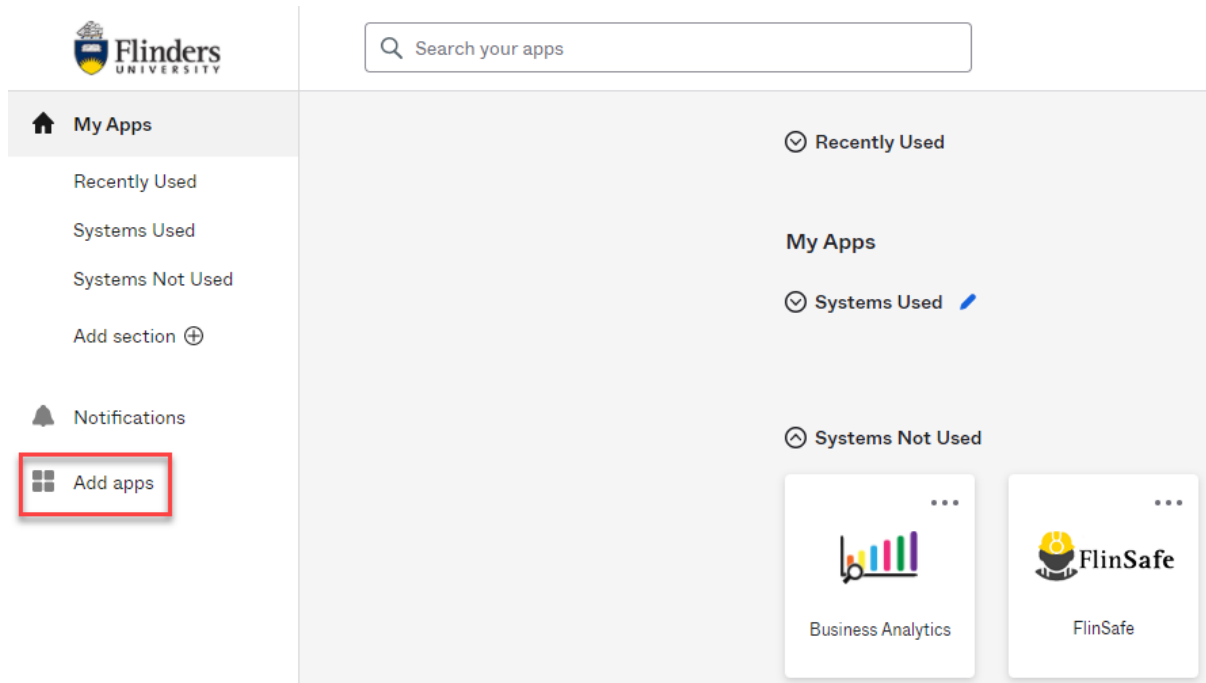 Flinders
UNIVERSITY
Search your apps
My Apps
Recently Used
Systems Used
Systems Not Used
Add section
Notifications
Add apps
Recently Used
My Apps
Systems Used
Systems Not Used
Business Analytics
FlinSafe
FlinSafe